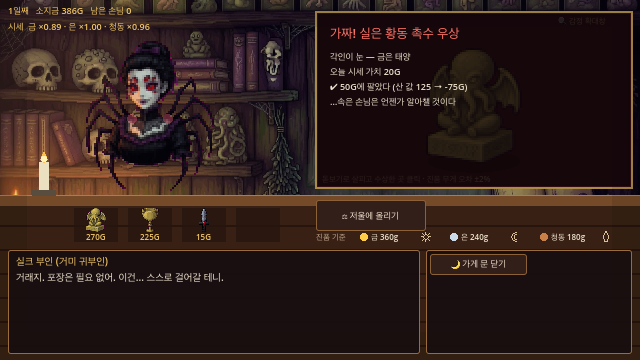 1일째 소지금 386G 남은 손님 0
시세 금 ×0.89 · 은 ×1.00 · 청동 ×0.96
가짜! 실은 황동 촉수 우상
각인이 눈 — 금은 태양
오늘 시세 가치 20G
✔ 50G에 팔았다 (산 값 125 → -75G)
...속은 손님은 언젠가 알아챌 것이다
270G
225G
15G
⚖ 저울에 올리기
진품 기준 금 360g 은 240g 청동 180g
실크 부인 (거미 귀부인)
거래지. 포장은 필요 없어. 이건... 스스로 걸어갈 테니.
🌙 가게 문 닫기